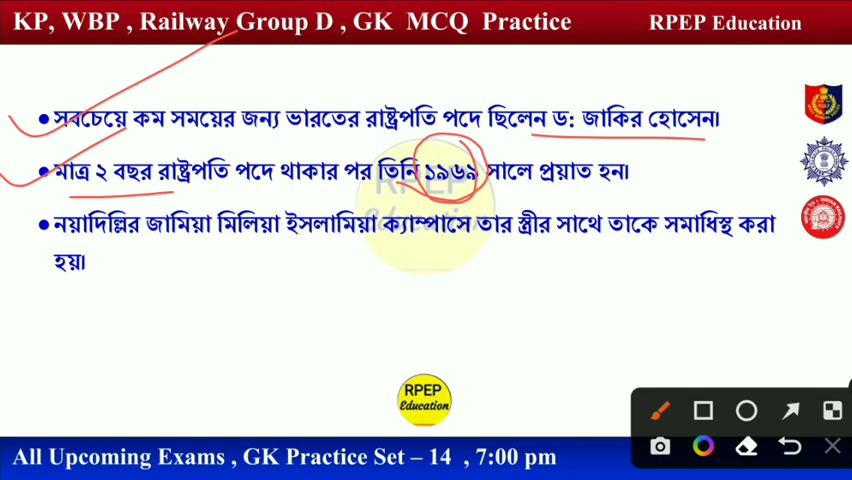 KP, WBP , Railway Group D , GK MCQ Practice
RPEP Education
•সবচেয়ে কম সময়ের জন্য ভারতের রাষ্ট্রপতি পদে ছিলেন ড: জাকির হোসেন।
•মাত্র ২ বছর রাষ্ট্রপতি পদে থাকার পর তিনি ১৯৬৯ সালে প্রয়াত হন।
•নয়াদিল্লির জামিয়া মিলিয়া ইসলামিয়া ক্যাম্পাসে তার স্ত্রীর সাথে তাকে সমাধিস্থ করা
হয়।
RPEP
Education
RPEP
Education
All Upcoming Exams , GK Practice Set – 14 , 7:00 pm